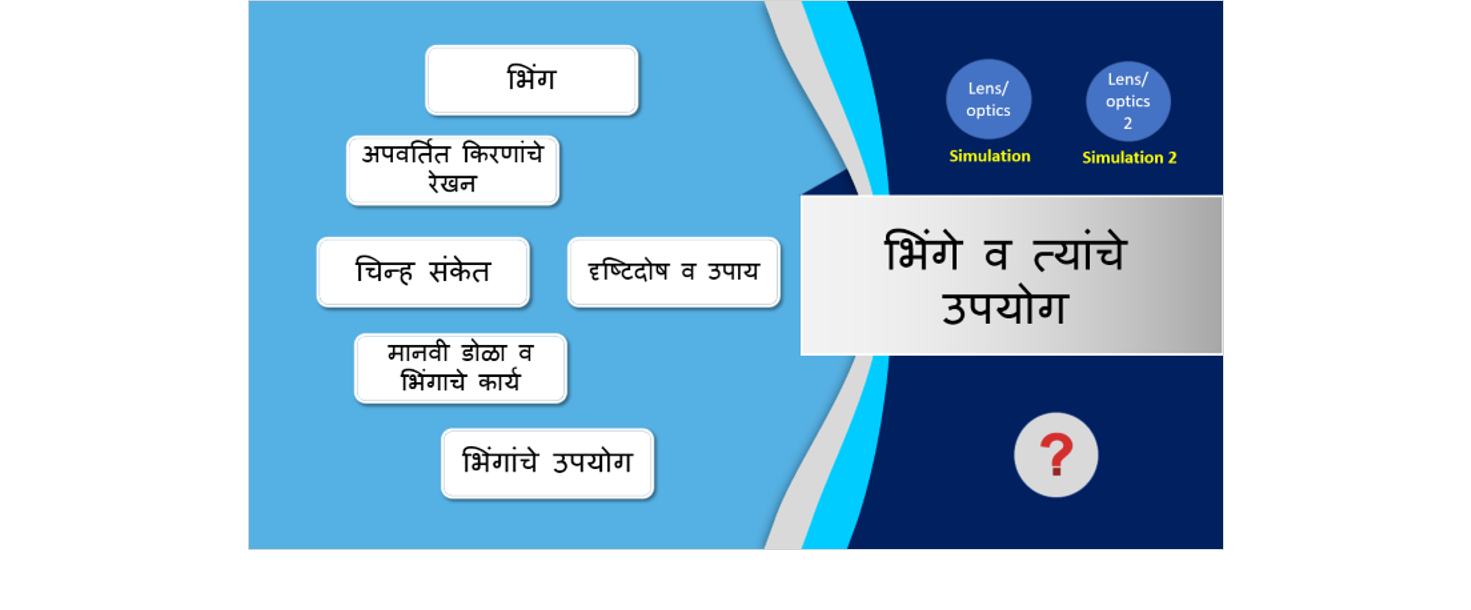 भिंग
अपवर्तित किरणांचे
रेखन
चिन्ह संकेत
दृष्टिदोष व उपाय
मानवी डोळा व
भिंगाचे कार्य
भिंगांचे उपयोग
Lens/
optics
Simulation
Lens/
optics
2
Simulation 2
भिंगे व त्यांचे
उपयोग
?